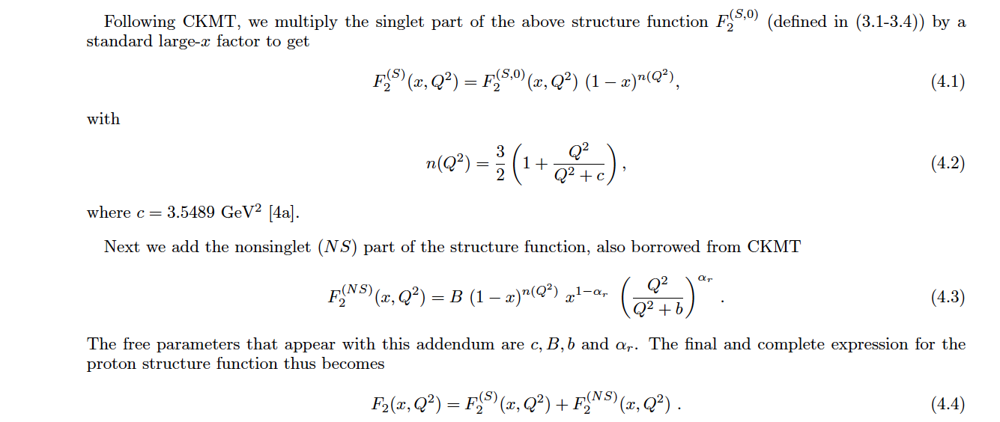 Following CKMT, we multiply the singlet part of the above structure function $F_2^{(S,0)}$ (defined in (3.1-3.4)) by a
standard large-$x$ factor to get
$F_2^{(S)}(x, Q^2) = F_2^{(S,0)}(x, Q^2) \ (1-x)^{n(Q^2)},$ (4.1)
with
$n(Q^2) = \frac{3}{2} \left( 1 + \frac{Q^2}{Q^2+c} \right),$ (4.2)
where $c = 3.5489$ GeV$^2$ [4a].
Next we add the nonsinglet $(NS)$ part of the structure function, also borrowed from CKMT
$F_2^{(NS)}(x, Q^2) = B \ (1-x)^{n(Q^2)} \ x^{1-\alpha_r} \ \left( \frac{Q^2}{Q^2+b} \right)^{\alpha_r} .$ (4.3)
The free parameters that appear with this addendum are $c, B, b$ and $\alpha_r$. The final and complete expression for the
proton structure function thus becomes
$F_2(x, Q^2) = F_2^{(S)}(x, Q^2) + F_2^{(NS)}(x, Q^2) \ .$ (4.4)